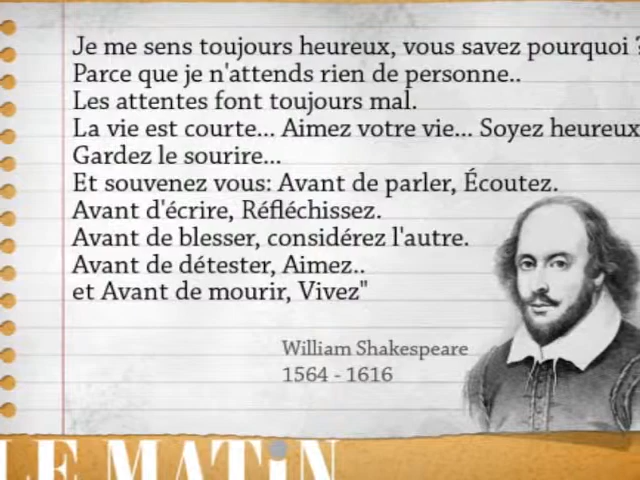 Je me sens toujours heureux, vous savez pourquoi ?
Parce que je n'attends rien de personne..
Les attentes font toujours mal.
La vie est courte... Aimez votre vie... Soyez heureux
Gardez le sourire...
Et souvenez vous: Avant de parler, Écoutez.
Avant d'écrire, Réfléchissez.
Avant de blesser, considérez l'autre.
Avant de détester, Aimez..
et Avant de mourir, Vivez"
William Shakespeare
1564 - 1616
LE MATiN